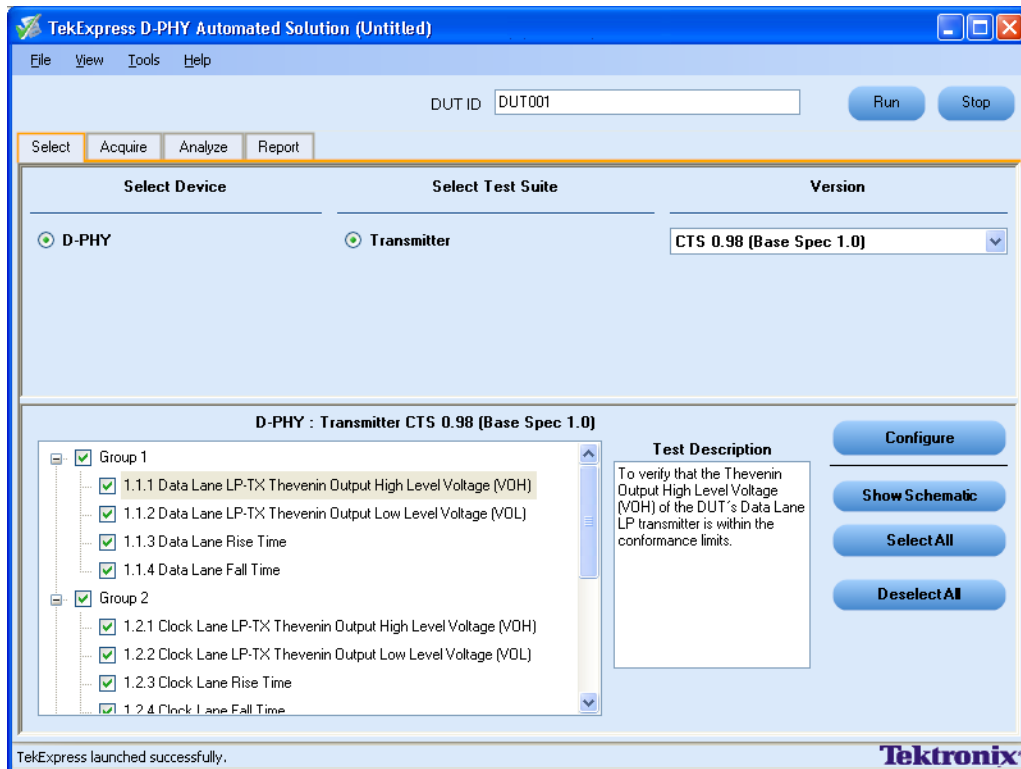 TekExpress D-PHY Automated Solution (Untitled)
File View Tools Help
DUT ID DUT001 Run Stop
Select Acquire Analyze Report
Select Device Select Test Suite Version
D-PHY Transmitter CTS 0.98 (Base Spec 1.0)
D-PHY : Transmitter CTS 0.98 (Base Spec 1.0)
Group 1
1.1.1 Data Lane LP-TX Thevenin Output High Level Voltage (VOH)
1.1.2 Data Lane LP-TX Thevenin Output Low Level Voltage (VOL)
1.1.3 Data Lane Rise Time
1.1.4 Data Lane Fall Time
Group 2
1.2.1 Clock Lane LP-TX Thevenin Output High Level Voltage (VOH)
1.2.2 Clock Lane LP-TX Thevenin Output Low Level Voltage (VOL)
1.2.3 Clock Lane Rise Time
1.2.4 Clock Lane Fall Time
Test Description
To verify that the Thevenin
Output High Level Voltage
(VOH) of the DUT´s Data Lane
LP transmitter is within the
conformance limits.
Configure
Show Schematic
Select All
Deselect All
TekExpress launched successfully.
Tektronix